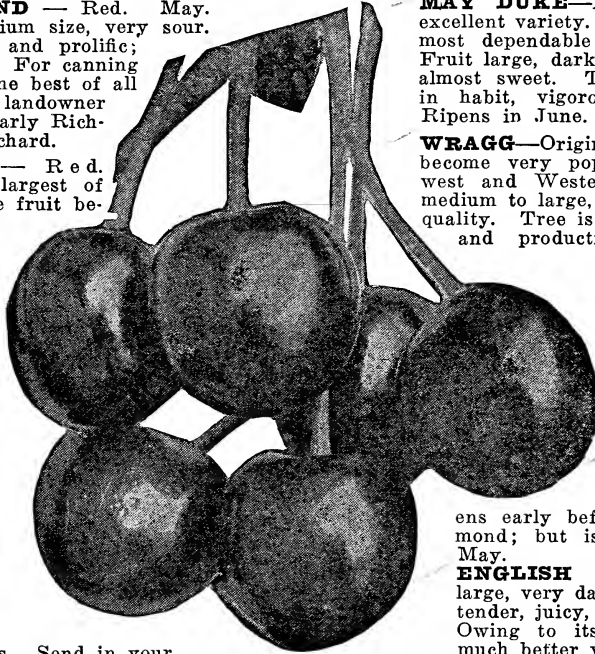 ND — Red. May.
ium size, very sour.
and prolific;
For canning
he best of all
landowner
arly Rich-
chard.
— Red.
largest of
e fruit be-
s. Send in your
MAY DUKE—
excellent variety.
most dependable
Fruit large, dark
almost sweet. T
in habit, vigoro
Ripens in June.
WRAGG—Origin
become very pop
west and Weste
medium to large,
quality. Tree is
and producti
ens early bef
mond; but is
May.
ENGLISH
large, very da
tender, juicy,
Owing to its
much better v